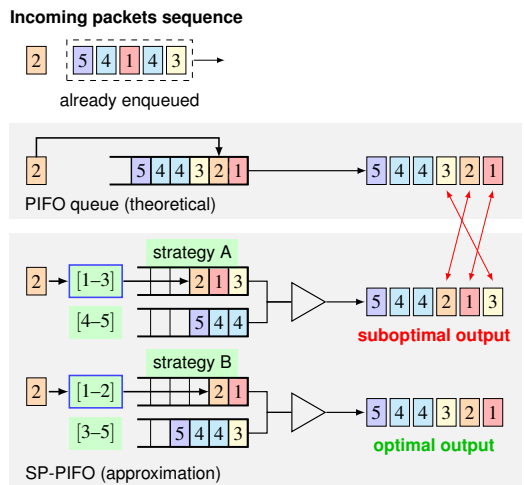 Incoming packets sequence
2 5 4 1 4 3
already enqueued
2 5 4 4 3 2 1 5 4 4 3 2 1
PIFO queue (theoretical)
strategy A
2 [1–3] 2 1 3
5 4 4 2 1 3
[4–5] 5 4 4
suboptimal output
strategy B
2 [1–2] 2 1
5 4 4 3 2 1
[3–5] 5 4 4 3
optimal output
SP-PIFO (approximation)